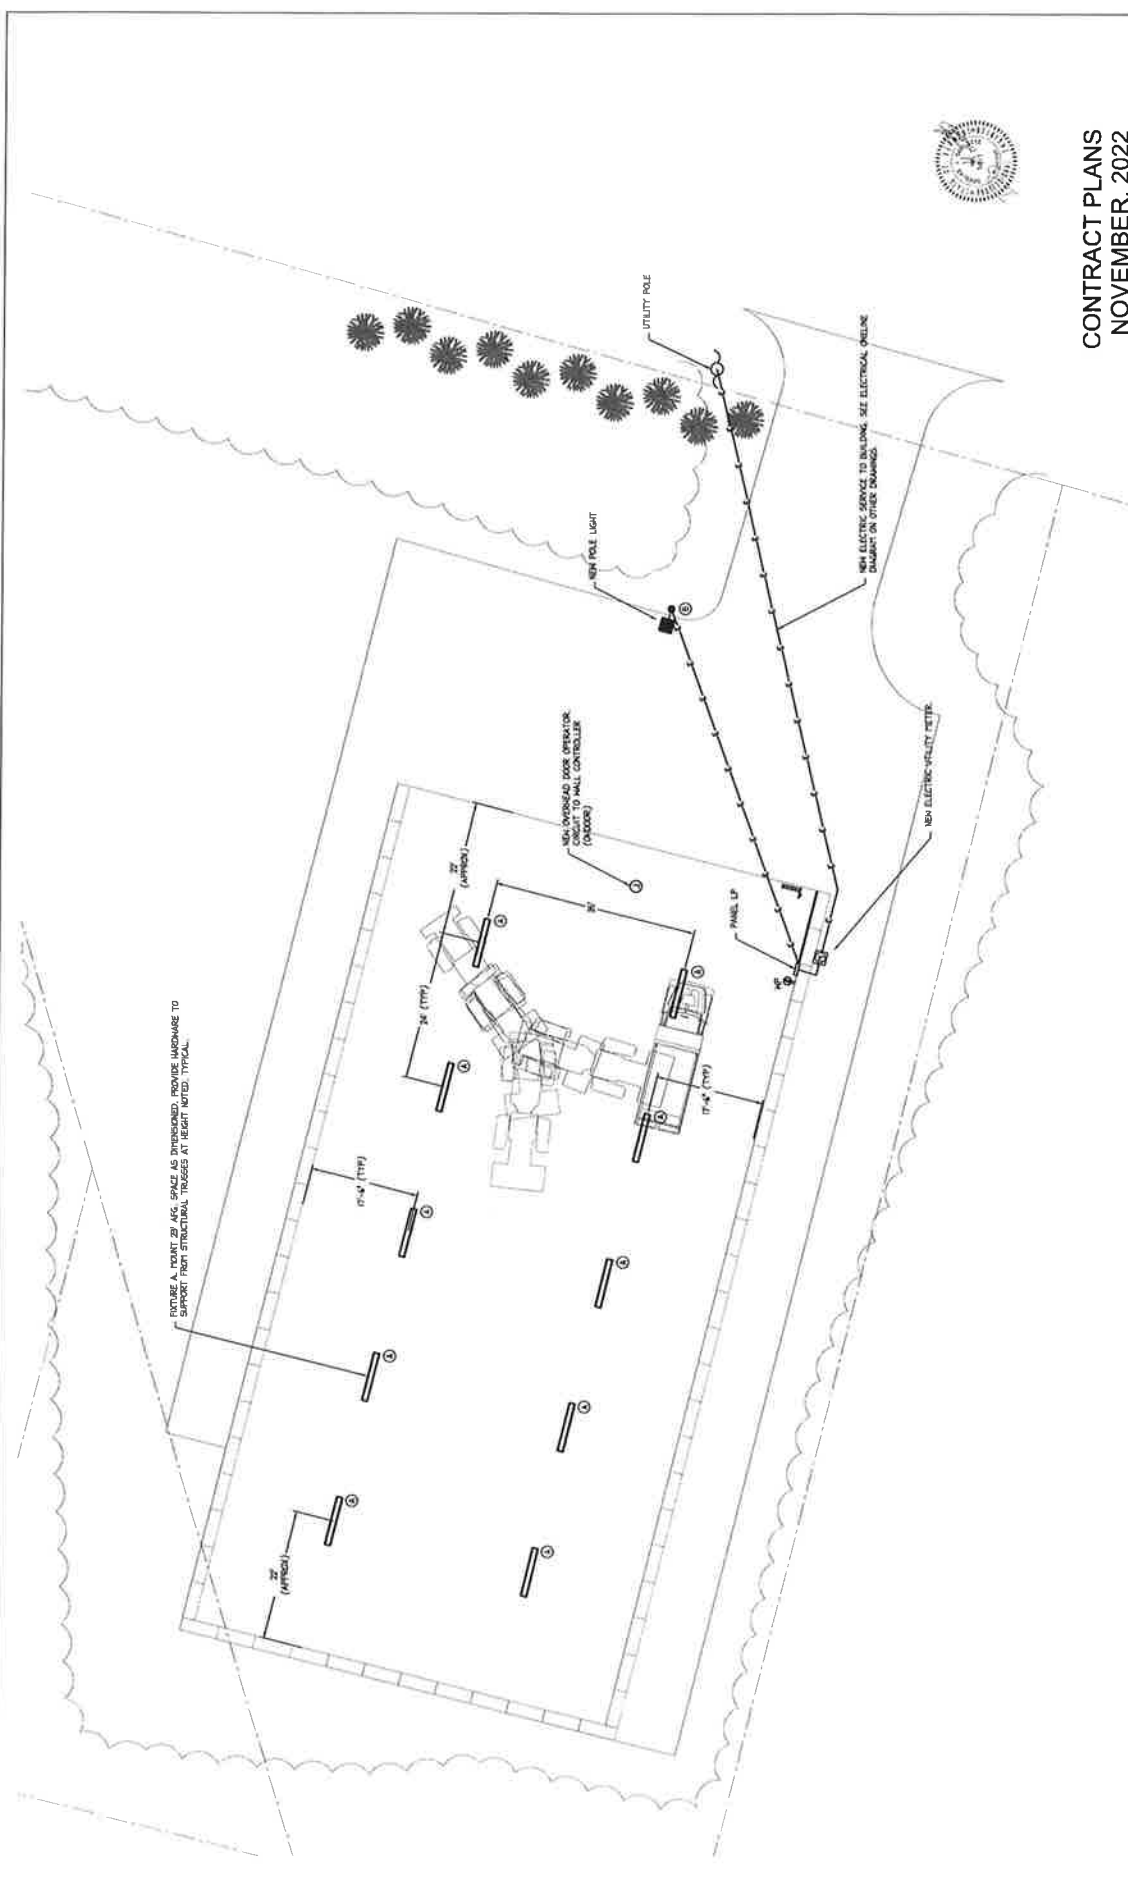 CONTRACT PLANS
NOVEMBER, 2022
UTILITY POLE
NEW ELECTRIC SERVICE TO BUILDING. SEE ELECTRICAL ONELINE
DIAGRAM ON OTHER DRAWINGS.
NEW POLE LIGHT
NEW OVERHEAD DOOR OPERATOR.
CIRCUIT TO WALL CONTROLLER
(INDOOR)
NEW ELECTRIC UTILITY METER.
PANEL LP
WP
J
22'
(APPROX)
24' (TYP)
17'-6" (TYP)
17'-6" (TYP)
FIXTURE A. MOUNT 23' AFG. SPACE AS DIMENSIONED. PROVIDE HARDWARE TO
SUPPORT FROM STRUCTURAL TRUSSES AT HEIGHT NOTED. TYPICAL.
22'
(APPROX)
A
A
A
A
A
A
A
A
A
A